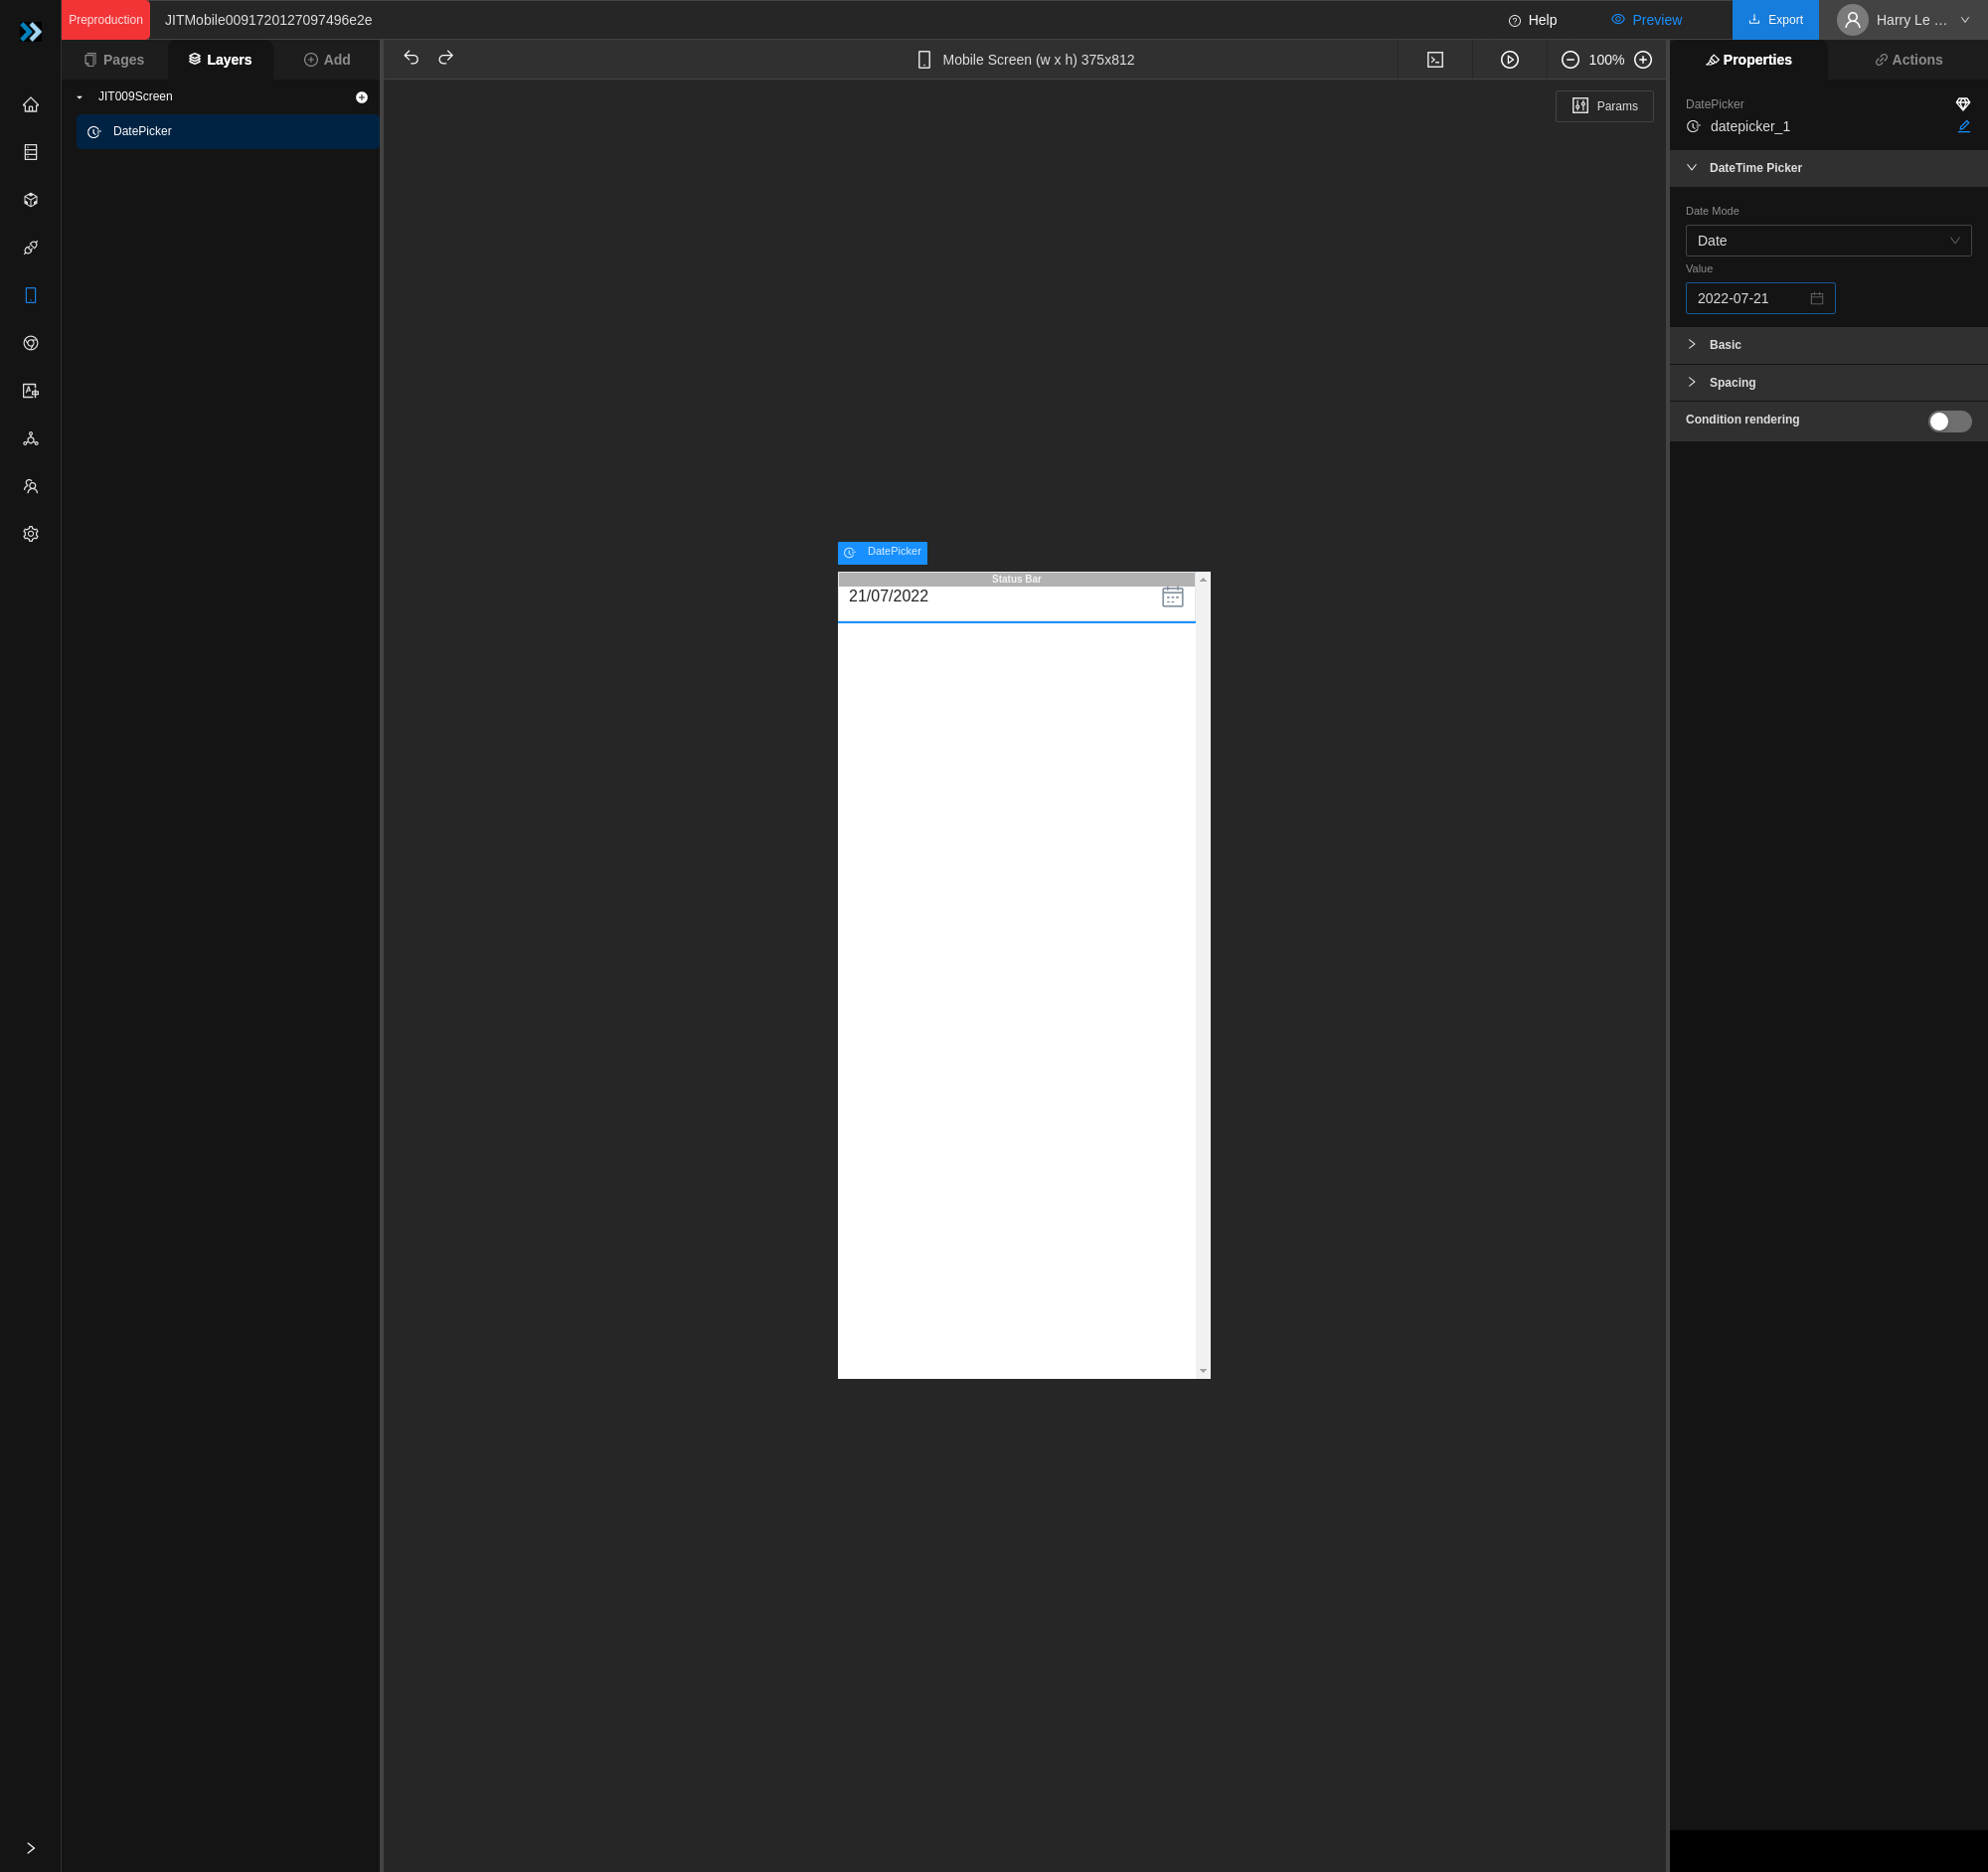 Preproduction
JITMobile0091720127097496e2e
Help
Preview
Export
Harry Le ...
Pages
Layers
Add
Mobile Screen (w x h) 375x812
100%
Properties
Actions
JIT009Screen
DatePicker
Params
DatePicker
datepicker_1
DateTime Picker
Date Mode
Date
Value
2022-07-21
Basic
Spacing
Condition rendering
DatePicker
Status Bar
21/07/2022